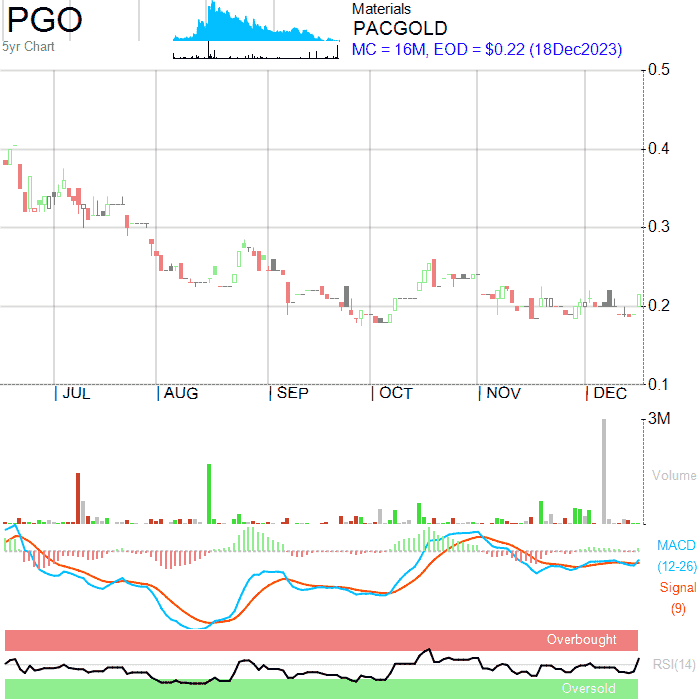 PGO
5yr Chart
Materials
PACGOLD
MC = 16M, EOD = $0.22 (18Dec2023)
0.5
0.4
0.3
0.2
0.1
JUL
AUG
SEP
OCT
NOV
DEC
3M
Volume
MACD
(12-26)
Signal
(9)
Overbought
RSI(14)
Oversold